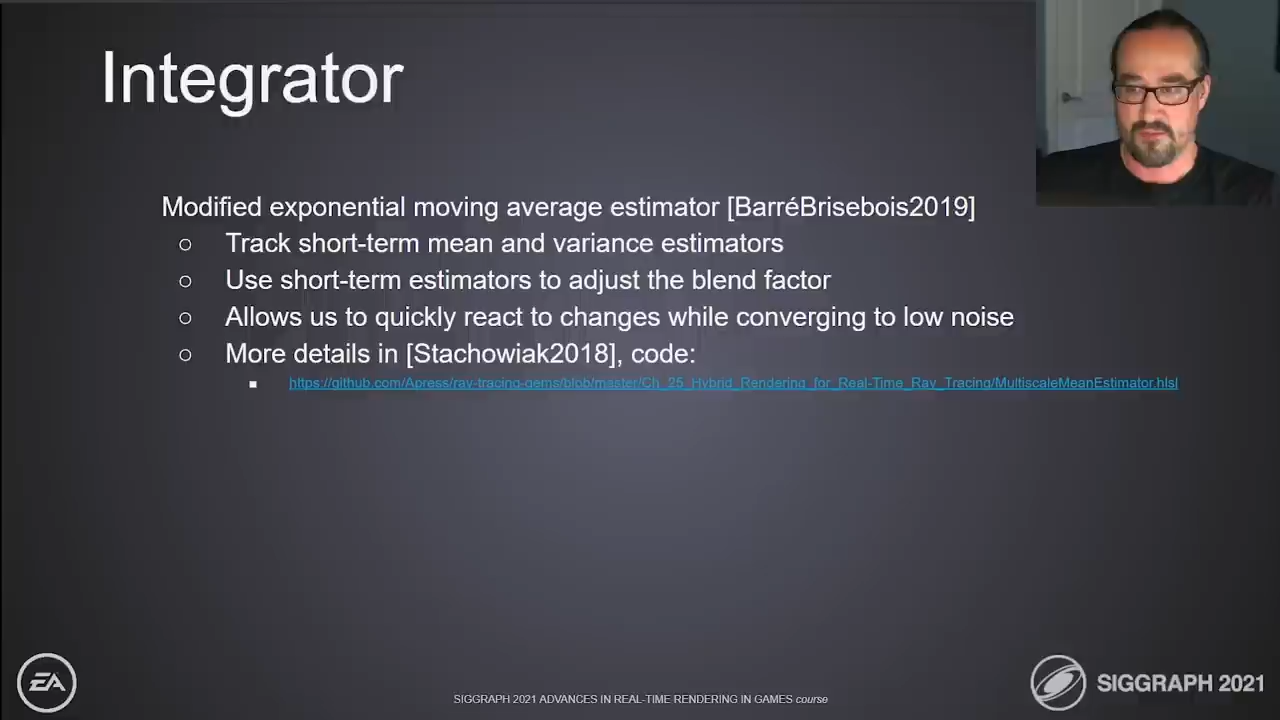 Integrator
Modified exponential moving average estimator [BarréBrisebois2019]
○ Track short-term mean and variance estimators
○ Use short-term estimators to adjust the blend factor
○ Allows us to quickly react to changes while converging to low noise
○ More details in [Stachowiak2018], code:
■ https://github.com/Apress/ray-tracing-gems/blob/master/Ch_25_Hybrid_Rendering_for_Real-Time_Ray_Tracing/MultiscaleMeanEstimator.hlsl
EA
SIGGRAPH 2021 ADVANCES IN REAL-TIME RENDERING IN GAMES course
SIGGRAPH 2021